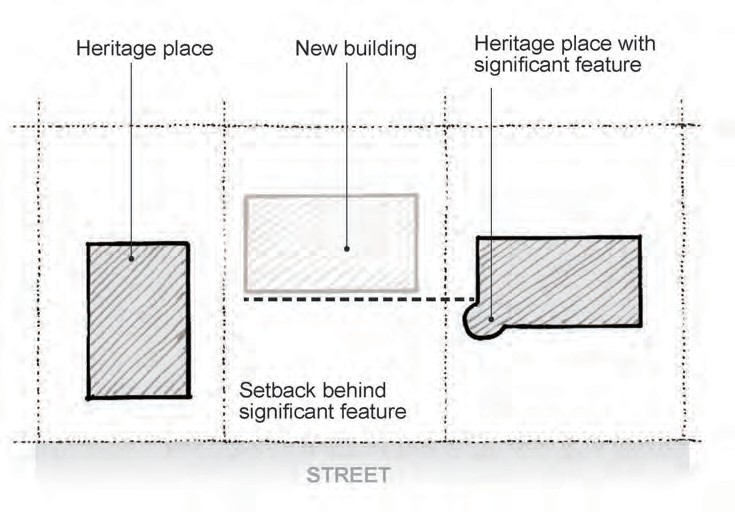 Heritage place
New building
Heritage place with
significant feature
Setback behind
significant feature
STREET